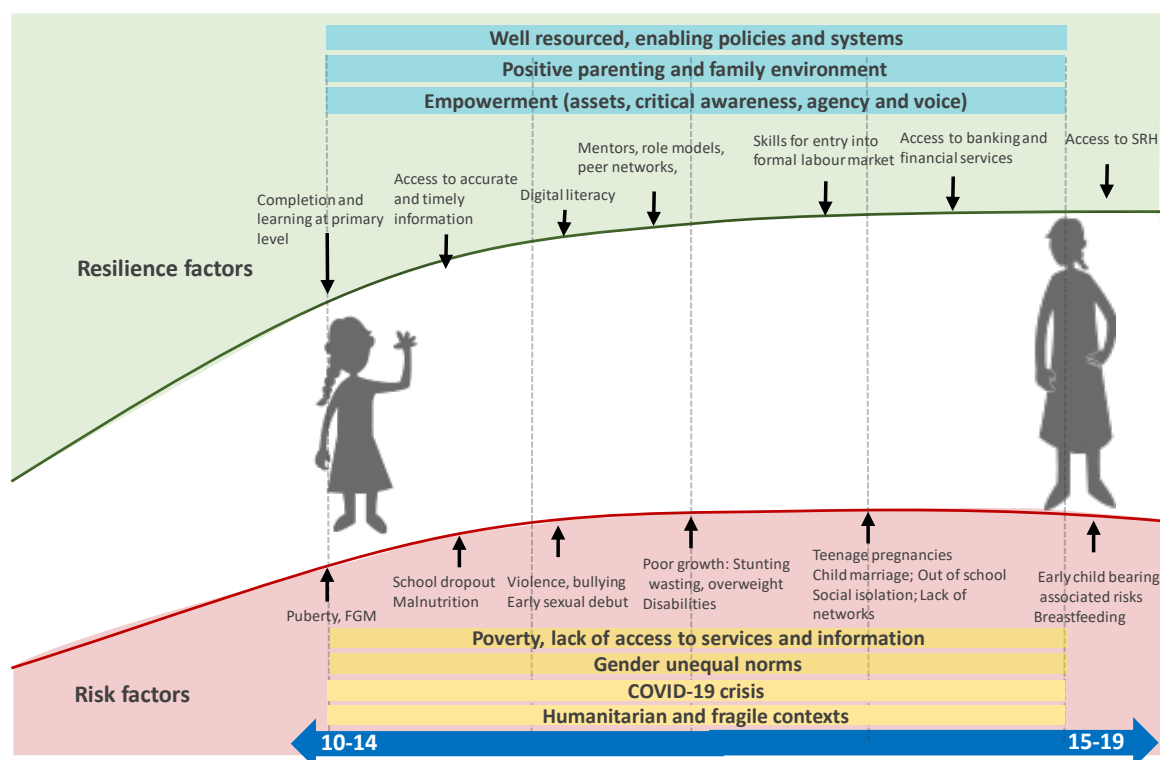 Well resourced, enabling policies and systems
Positive parenting and family environment
Empowerment (assets, critical awareness, agency and voice)
Completion and
learning at primary
level
Access to accurate
and timely
information
Digital literacy
Mentors, role models,
peer networks,
Skills for entry into
formal labour market
Access to banking and
financial services
Access to SRH
Resilience factors
Puberty, FGM
School dropout
Malnutrition
Violence, bullying
Early sexual debut
Poor growth: Stunting
wasting, overweight
Disabilities
Teenage pregnancies
Child marriage; Out of school
Social isolation; Lack of
networks
Early child bearing
associated risks
Breastfeeding
Risk factors
Poverty, lack of access to services and information
Gender unequal norms
COVID-19 crisis
Humanitarian and fragile contexts
10-14
15-19